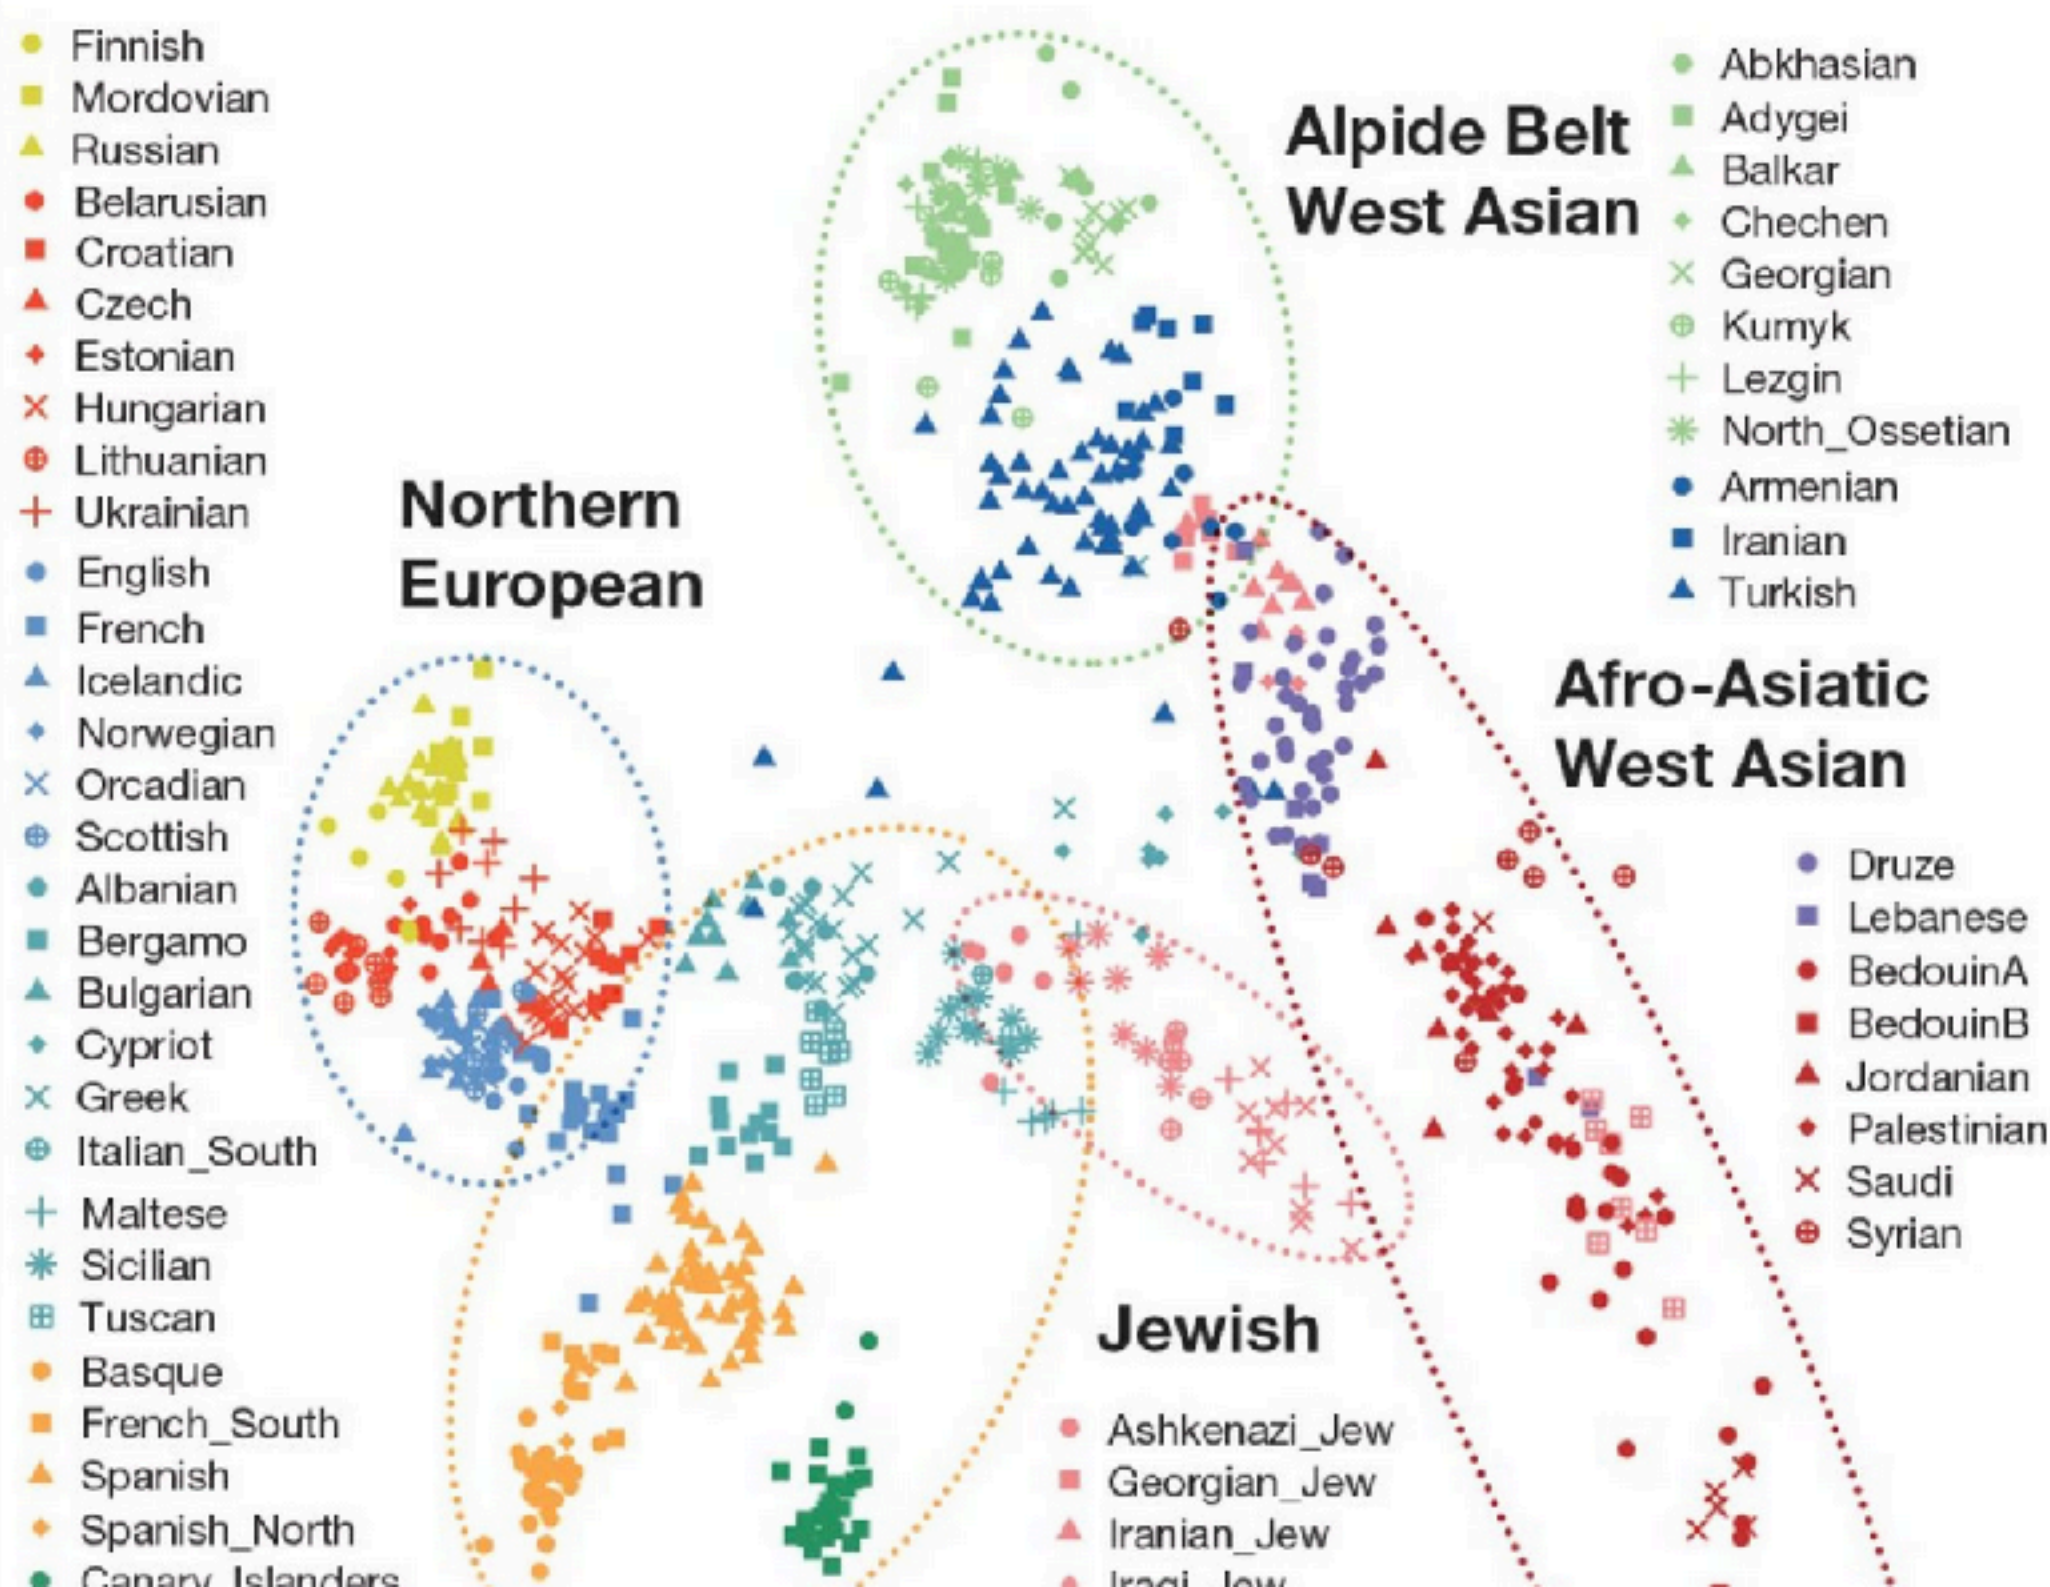 Finnish
Mordovian
Russian
Belarusian
Croatian
Czech
Estonian
Hungarian
Lithuanian
Ukrainian
English
French
Icelandic
Norwegian
Orcadian
Scottish
Albanian
Bergamo
Bulgarian
Cypriot
Greek
Italian_South
Maltese
Sicilian
Tuscan
Basque
French_South
Spanish
Spanish_North
Canary_Islanders
Northern
European
Alpide Belt
West Asian
Abkhasian
Adygei
Balkar
Chechen
Georgian
Kumyk
Lezgin
North_Ossetian
Armenian
Iranian
Turkish
Afro-Asiatic
West Asian
Druze
Lebanese
BedouinA
BedouinB
Jordanian
Palestinian
Saudi
Syrian
Jewish
Ashkenazi_Jew
Georgian_Jew
Iranian_Jew
Iraqi_Jew